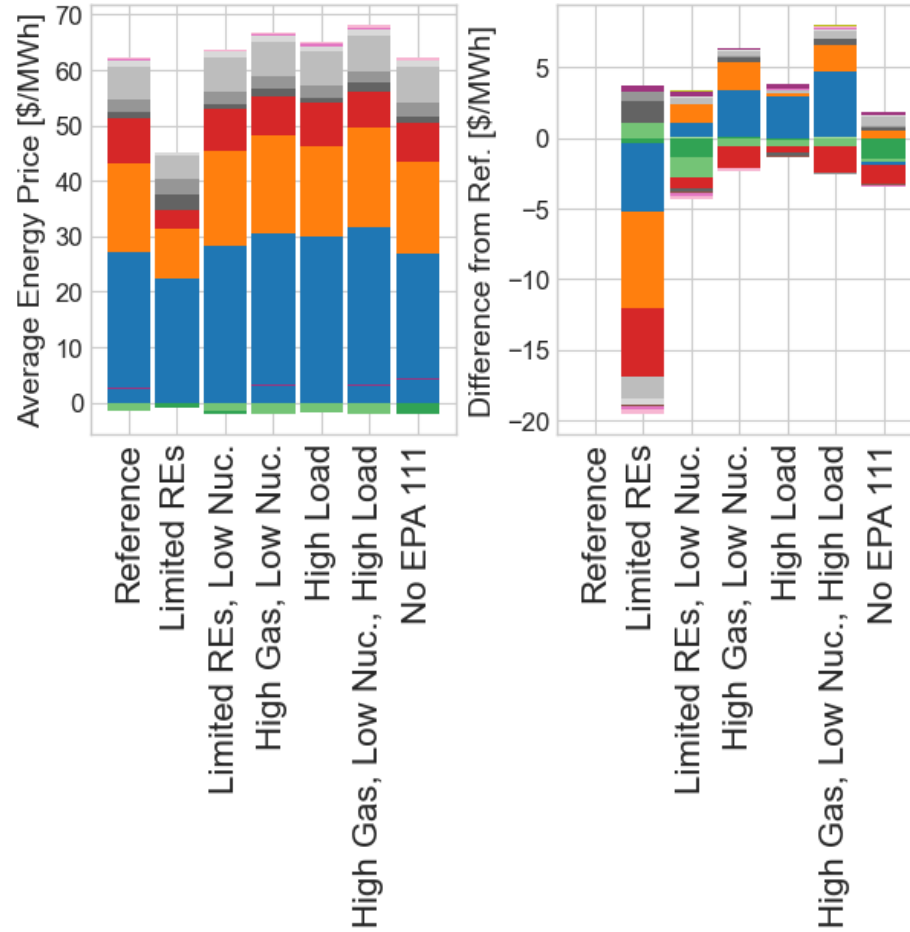 Average Energy Price [$/MWh]
70
60
50
40
30
20
10
0
Reference
Limited REs
Limited REs, Low Nuc.
High Gas, Low Nuc.
High Load
High Gas, Low Nuc., High Load
No EPA 111
Difference from Ref. [$/MWh]
5
0
−5
−10
−15
−20
Reference
Limited REs
Limited REs, Low Nuc.
High Gas, Low Nuc.
High Load
High Gas, Low Nuc., High Load
No EPA 111